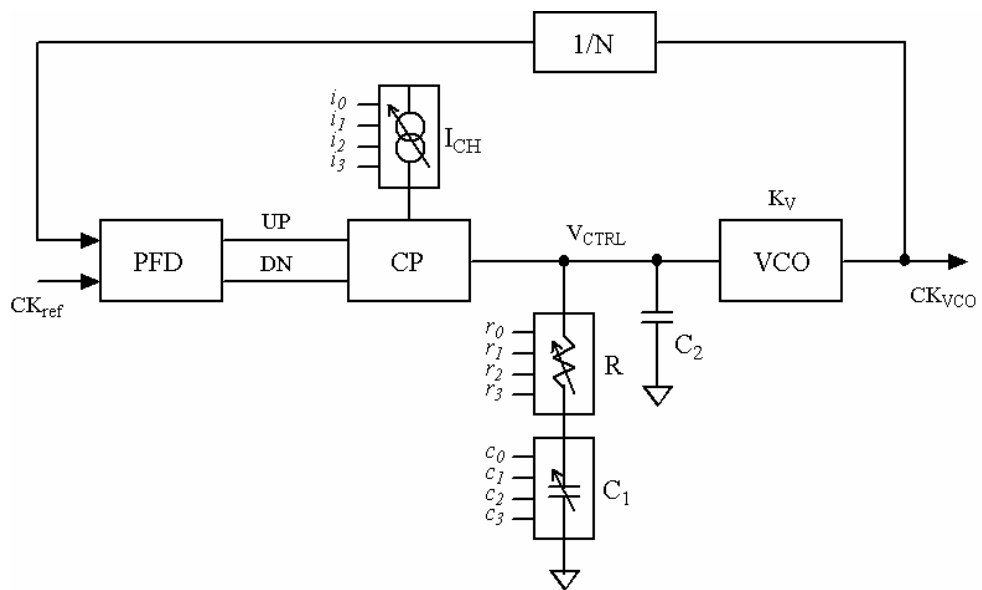 1/N
i0
i1
i2
i3
ICH
PFD
UP
DN
CP
VCTRL
KV
VCO
CKref
CKVCO
r0
r1
r2
r3
R
C2
c0
c1
c2
c3
C1